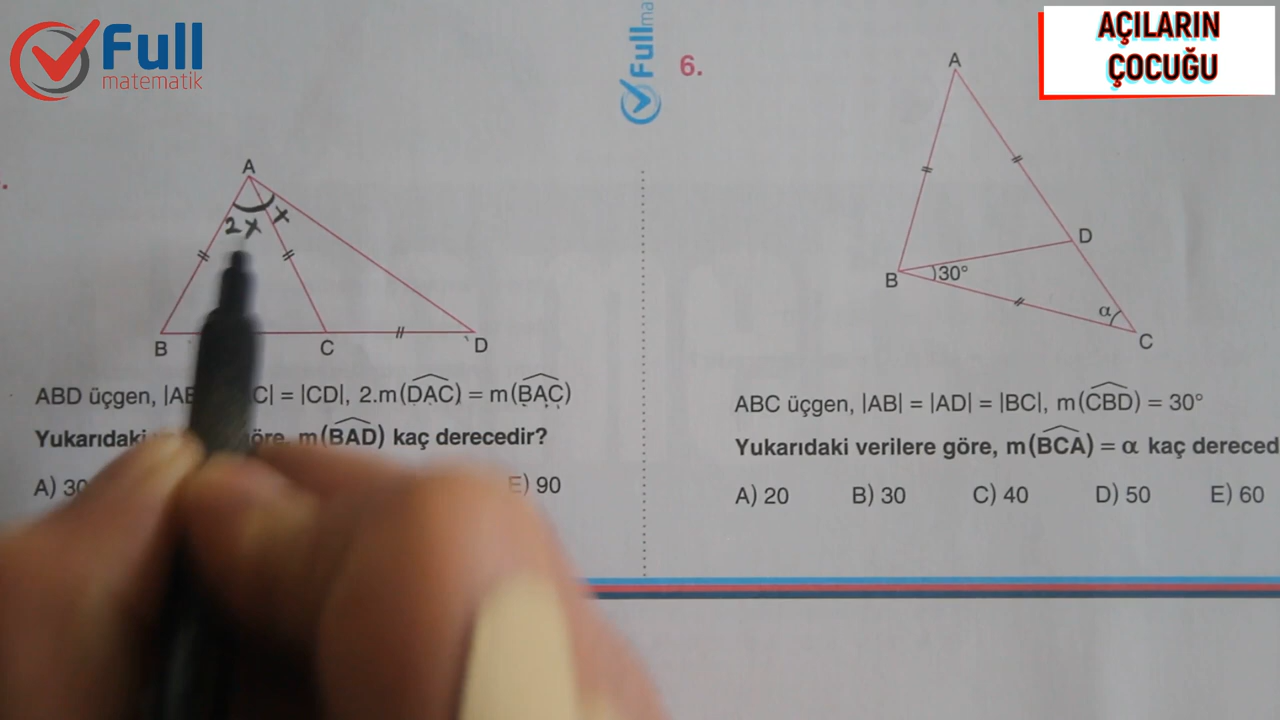 Full
matematik
AÇILARIN
ÇOCUĞU
Fullma
A
2x
x
B
C
D
ABD üçgen, |AB C| = |CD|, 2.m(DAC) = m(BAC)
Yukarıdaki öre, m(BAD) kaç derecedir?
A) 30 E) 90
6.
A
D
B
30°
α
C
ABC üçgen, |AB| = |AD| = |BC|, m(CBD) = 30°
Yukarıdaki verilere göre, m(BCA) = α kaç dereced
A) 20 B) 30 C) 40 D) 50 E) 60